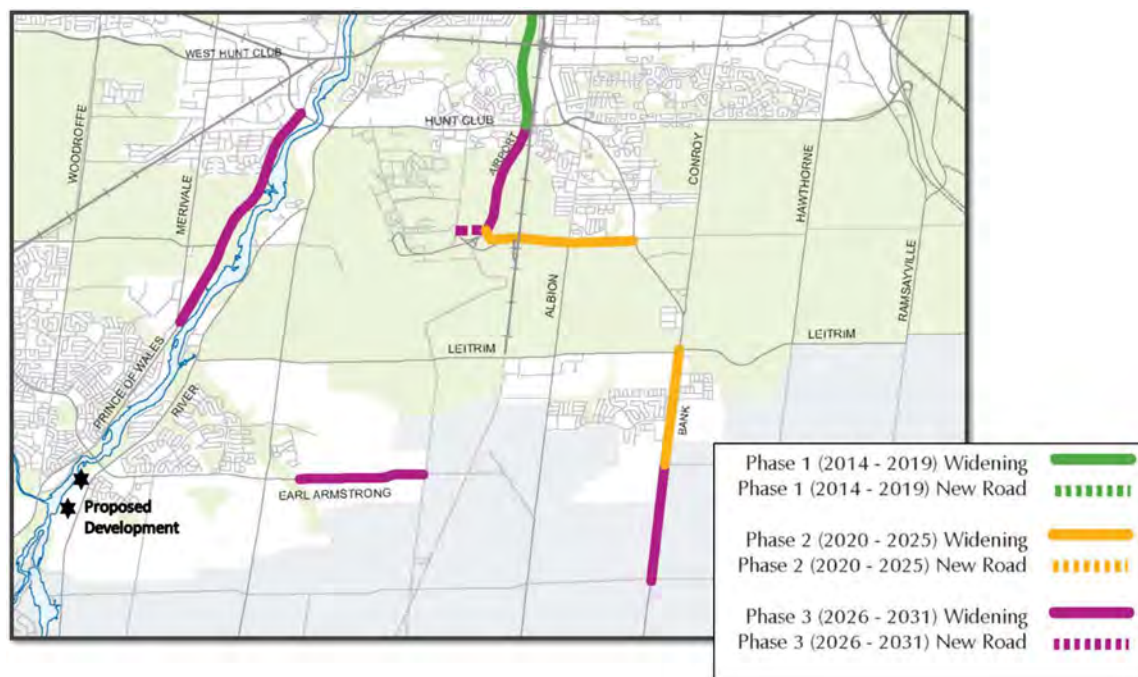 WEST HUNT CLUB
WOODROFFE
MERIVALE
HUNT CLUB
AIRPORT
CONROY
HAWTHORNE
RAMSAYVILLE
ALBION
LEITRIM
LEITRIM
PRINCE OF WALES
RIVER
BANK
EARL ARMSTRONG
Proposed
Development
Phase 1 (2014 - 2019) Widening
Phase 1 (2014 - 2019) New Road
Phase 2 (2020 - 2025) Widening
Phase 2 (2020 - 2025) New Road
Phase 3 (2026 - 2031) Widening
Phase 3 (2026 - 2031) New Road